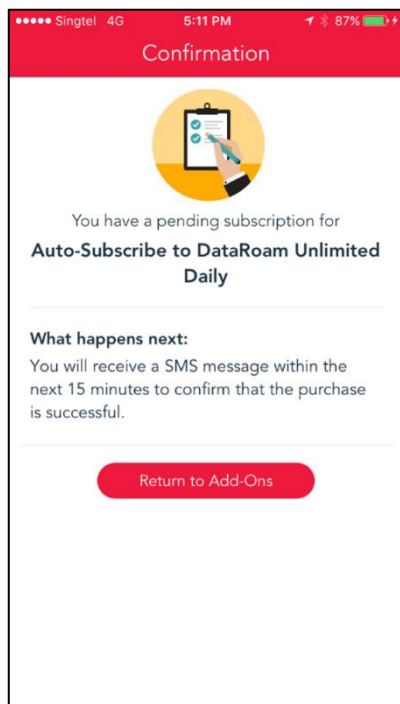 ●●●●● Singtel 4G 5:11 PM 87%
Confirmation
You have a pending subscription for
Auto-Subscribe to DataRoam Unlimited
Daily
What happens next:
You will receive a SMS message within the
next 15 minutes to confirm that the purchase
is successful.
Return to Add-Ons